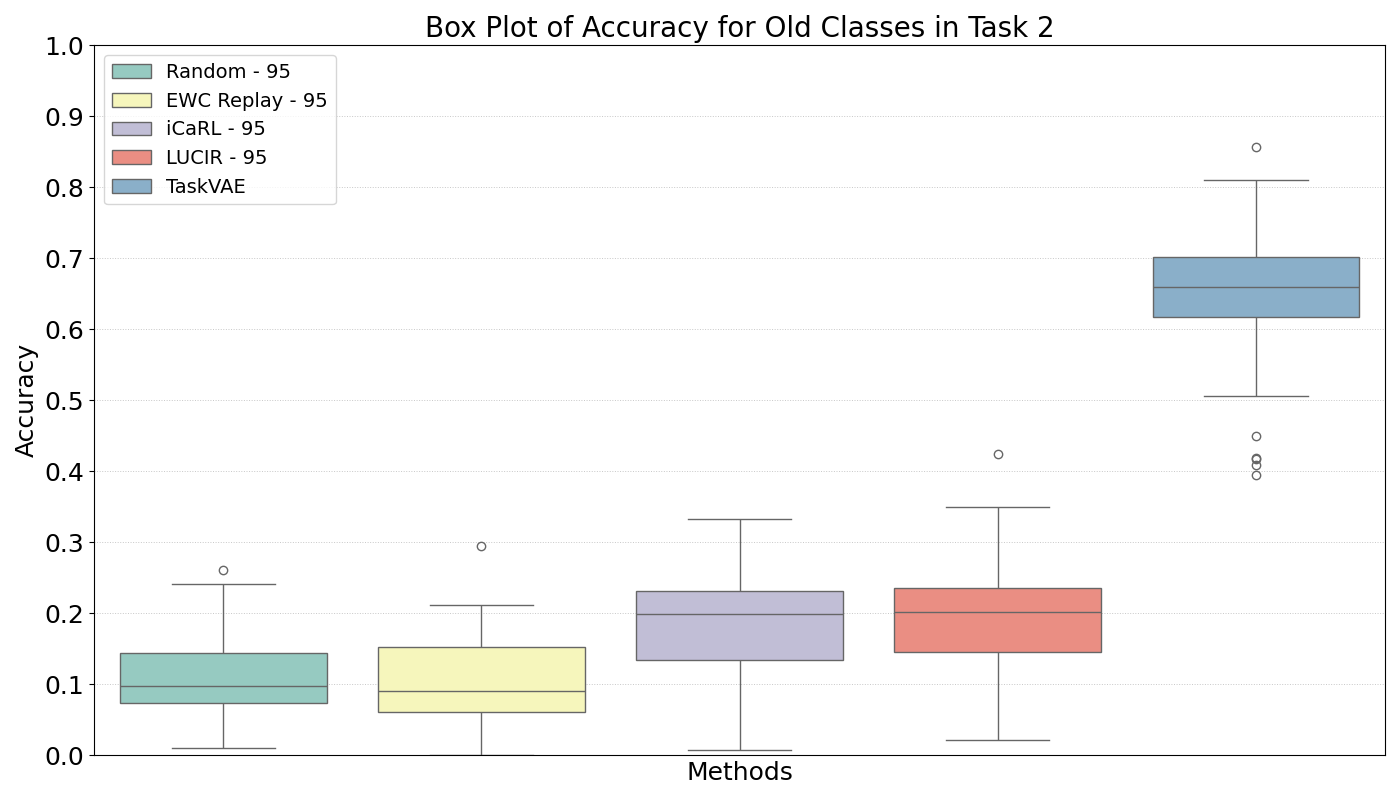 Box Plot of Accuracy for Old Classes in Task 2
1.0
0.9
0.8
0.7
0.6
0.5
0.4
0.3
0.2
0.1
0.0
Accuracy
Random - 95
EWC Replay - 95
iCaRL - 95
LUCIR - 95
TaskVAE
Methods